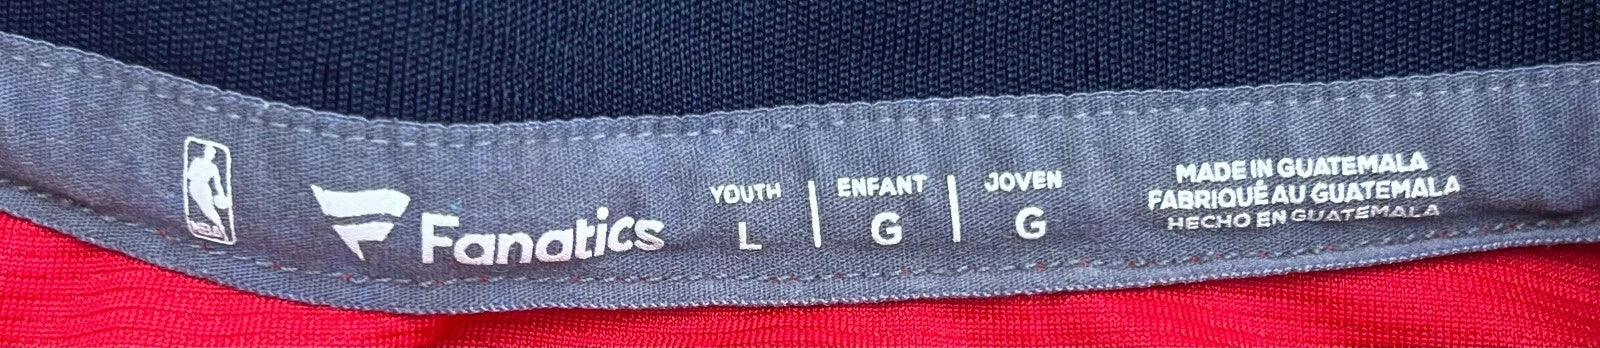 NBA
Fanatics
YOUTH
L
ENFANT
G
JOVEN
G
MADE IN GUATEMALA
FABRIQUÉ AU GUATEMALA
HECHO EN GUATEMALA